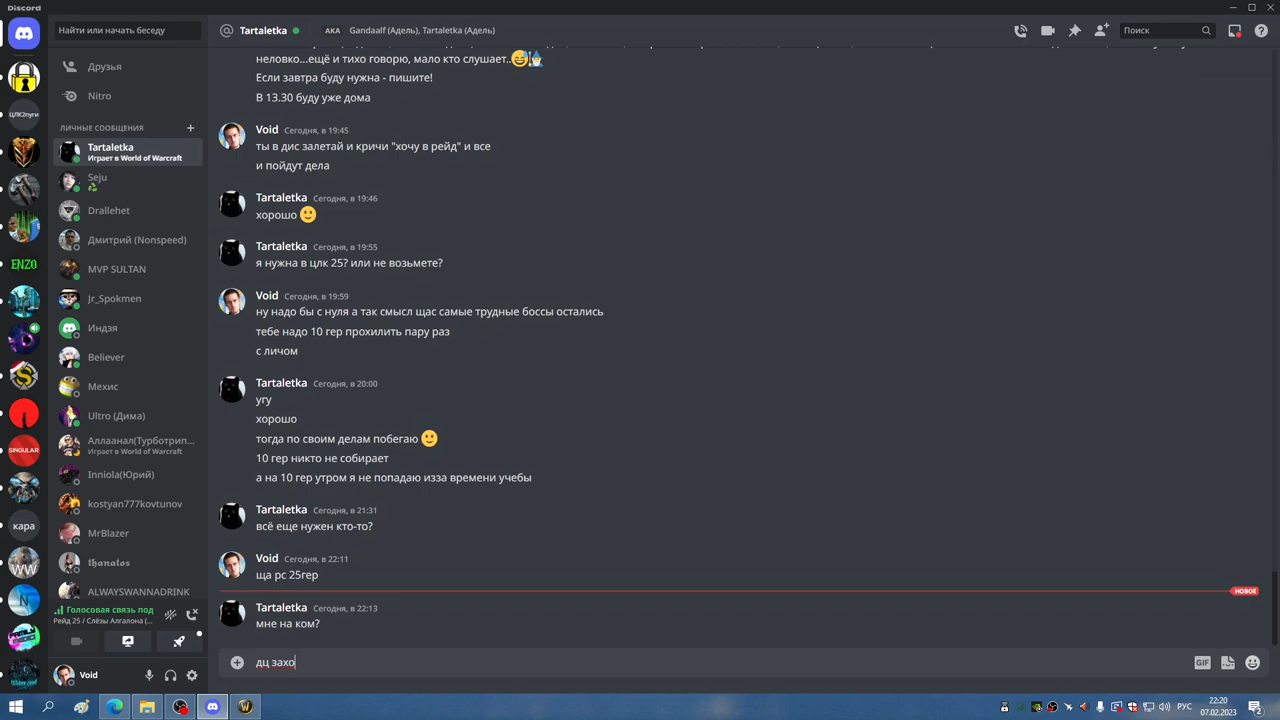 Discord
Найти или начать беседу
Tartaletka
AKA
Gandaalf (Адель), Tartaletka (Адель)
Поиск
Друзья
Nitro
ЛИЧНЫЕ СООБЩЕНИЯ
Tartaletka
Играет в World of Warcraft
Seju
Drallehet
Дмитрий (Nonspeed)
MVP SULTAN
Jr_Spokmen
Индзя
Believer
Мехис
Ultro (Дима)
Аллаанал(Турботрип...
Играет в World of Warcraft
Inniola(Юрий)
kostyan777kovtunov
MrBlazer
𝖙𝖍𝖆𝖓𝖆𝖙𝖔𝖘
ALWAYSWANNADRINK
Голосовая связь под
Рейд 25 / Слёзы Алгалона (...
Void
ЦЛК2пуги
ENZO
SINGULAR
кара
WW
неловко...ещё и тихо говорю, мало кто слушает..😅🧙‍♂️
Если завтра буду нужна - пишите!
В 13.30 буду уже дома
Void Сегодня, в 19:45
ты в дис залетай и кричи "хочу в рейд" и все
и пойдут дела
Tartaletka Сегодня, в 19:46
хорошо 🙂
Tartaletka Сегодня, в 19:55
я нужна в цлк 25? или не возьмете?
Void Сегодня, в 19:59
ну надо бы с нуля а так смысл щас самые трудные боссы остались
тебе надо 10 гер прохилить пару раз
с личом
Tartaletka Сегодня, в 20:00
угу
хорошо
тогда по своим делам побегаю 🙂
10 гер никто не собирает
а на 10 гер утром я не попадаю изза времени учебы
Tartaletka Сегодня, в 21:31
всё еще нужен кто-то?
Void Сегодня, в 22:11
ща рс 25гер
НОВОЕ
Tartaletka Сегодня, в 22:13
мне на ком?
дц захо
GIF
РУС
22:20
07.02.2023
2